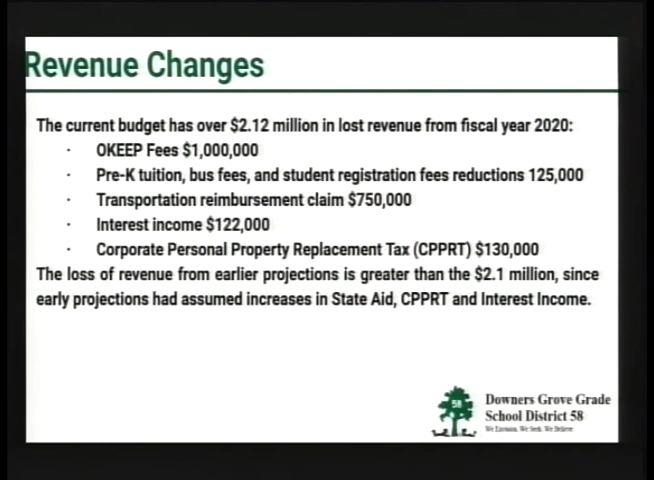 Revenue Changes
The current budget has over $2.12 million in lost revenue from fiscal year 2020:
· OKEEP Fees $1,000,000
· Pre-K tuition, bus fees, and student registration fees reductions 125,000
· Transportation reimbursement claim $750,000
· Interest income $122,000
· Corporate Personal Property Replacement Tax (CPPRT) $130,000
The loss of revenue from earlier projections is greater than the $2.1 million, since
early projections had assumed increases in State Aid, CPPRT and Interest Income.
58
Downers Grove Grade
School District 58
We Envision. We Seek. We Believe